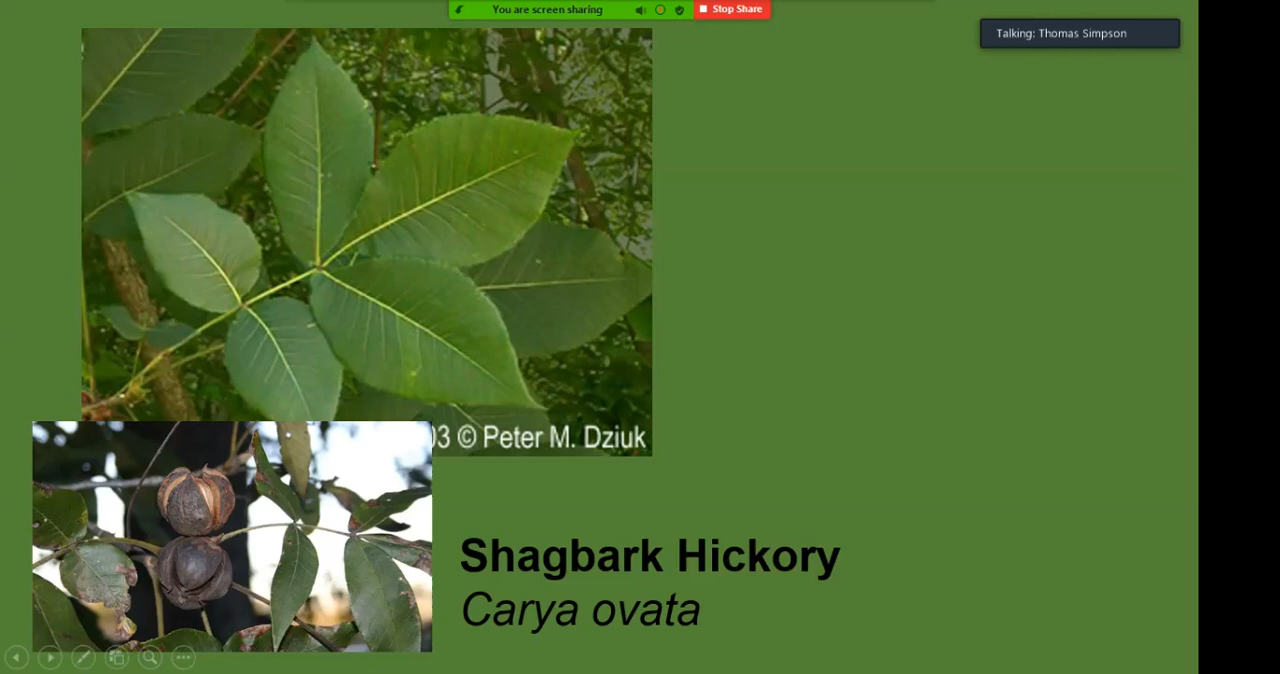 You are screen sharing
Stop Share
Talking: Thomas Simpson
03 © Peter M. Dziuk
Shagbark Hickory
Carya ovata